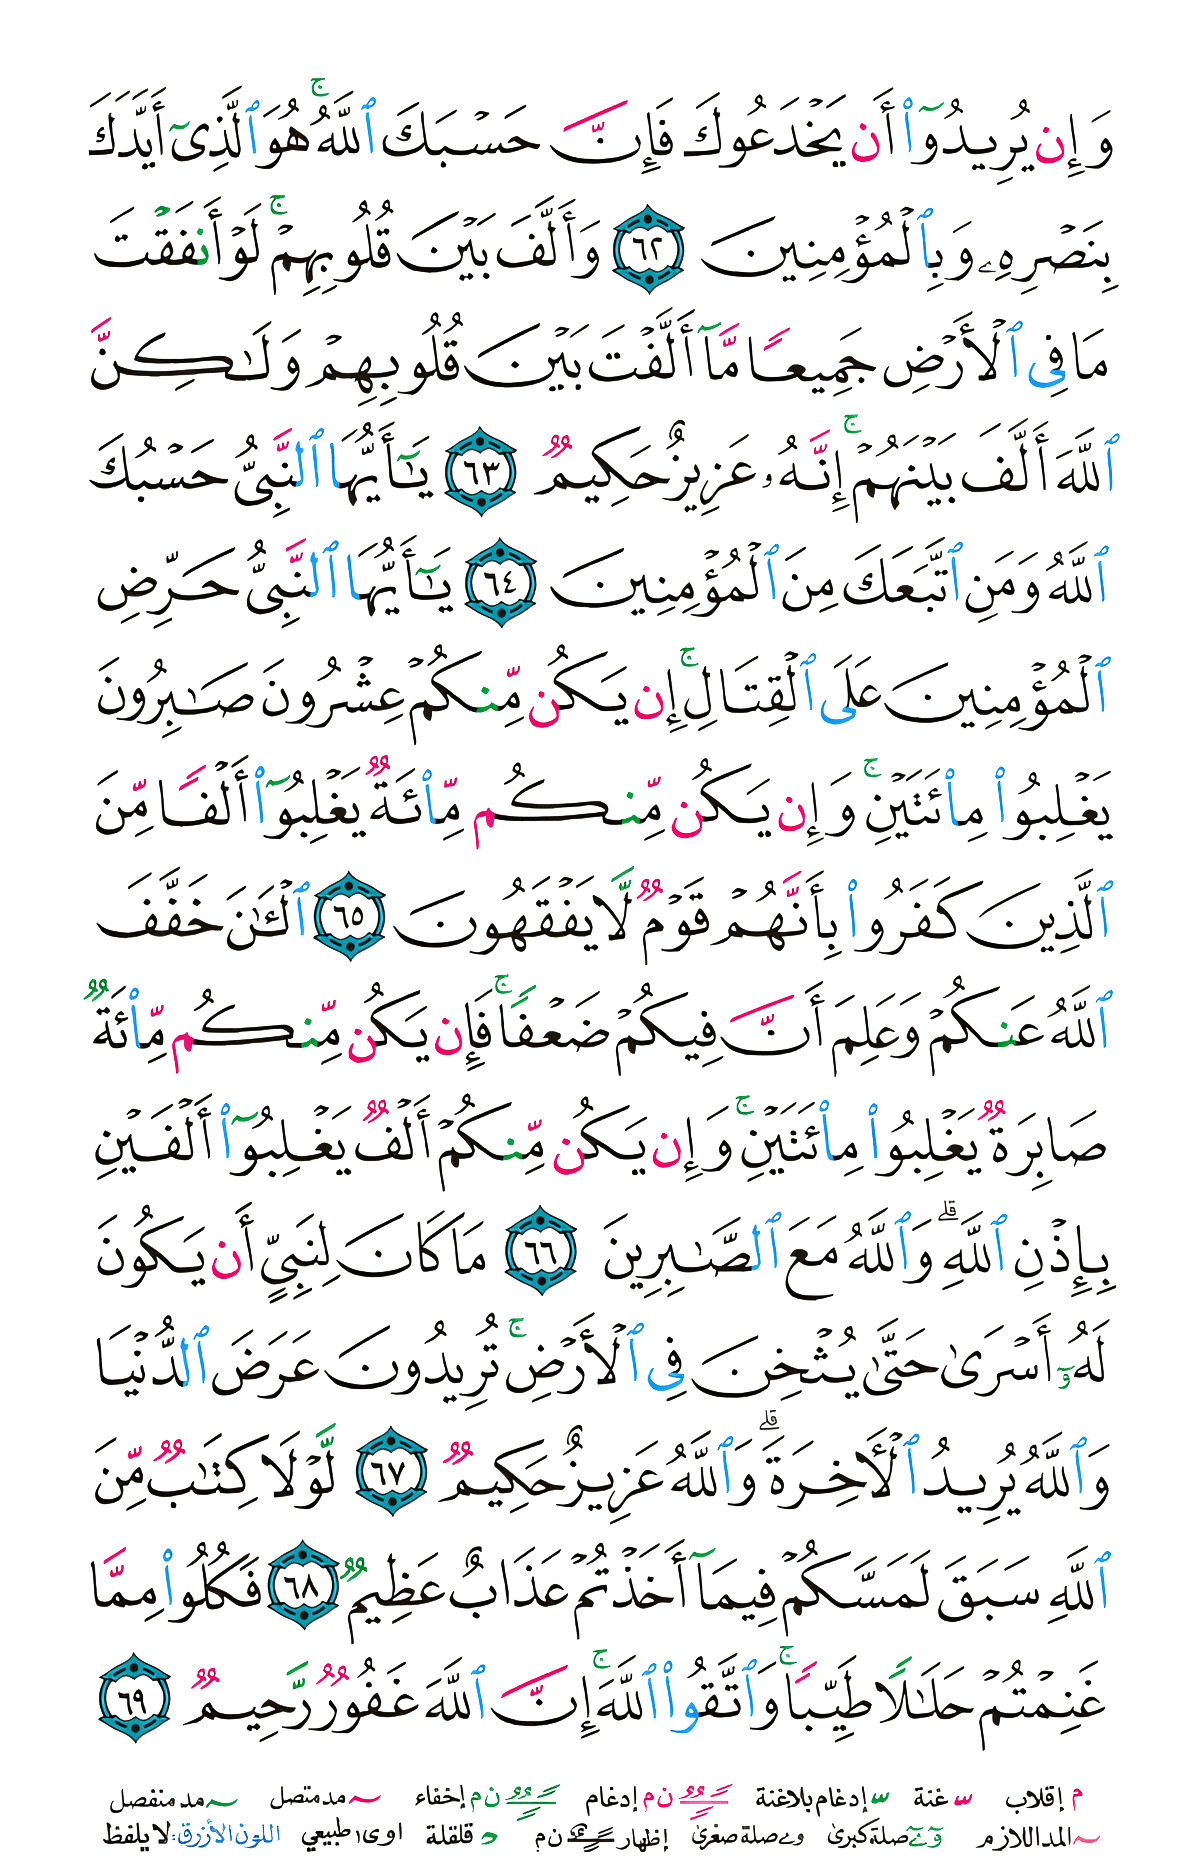 وَإِن يُرِيدُوٓا۟ أَن يَخْدَعُوكَ فَإِنَّ حَسْبَكَ ٱللَّهُ ۚ هُوَ ٱلَّذِىٓ أَيَّدَكَ
بِنَصْرِهِۦ وَبِٱلْمُؤْمِنِينَ ٦٢ وَأَلَّفَ بَيْنَ قُلُوبِهِمْ ۚ لَوْ أَنفَقْتَ
مَا فِى ٱلْأَرْضِ جَمِيعًا مَّآ أَلَّفْتَ بَيْنَ قُلُوبِهِمْ وَلَـٰكِنَّ
ٱللَّهَ أَلَّفَ بَيْنَهُمْ ۚ إِنَّهُۥ عَزِيزٌ حَكِيمٌ ٦٣ يَـٰٓأَيُّهَا ٱلنَّبِىُّ حَسْبُكَ
ٱللَّهُ وَمَنِ ٱتَّبَعَكَ مِنَ ٱلْمُؤْمِنِينَ ٦٤ يَـٰٓأَيُّهَا ٱلنَّبِىُّ حَرِّضِ
ٱلْمُؤْمِنِينَ عَلَى ٱلْقِتَالِ ۚ إِن يَكُن مِّنكُمْ عِشْرُونَ صَـٰبِرُونَ
يَغْلِبُوا۟ مِا۟ئَتَيْنِ ۚ وَإِن يَكُن مِّنكُم مِّا۟ئَةٌ يَغْلِبُوٓا۟ أَلْفًا مِّنَ
ٱلَّذِينَ كَفَرُوا۟ بِأَنَّهُمْ قَوْمٌ لَّا يَفْقَهُونَ ٦٥ ٱلْـَٔـٰنَ خَفَّفَ
ٱللَّهُ عَنكُمْ وَعَلِمَ أَنَّ فِيكُمْ ضَعْفًا ۚ فَإِن يَكُن مِّنكُم مِّا۟ئَةٌ
صَابِرَةٌ يَغْلِبُوا۟ مِا۟ئَتَيْنِ ۚ وَإِن يَكُن مِّنكُمْ أَلْفٌ يَغْلِبُوٓا۟ أَلْفَيْنِ
بِإِذْنِ ٱللَّهِ ۗ وَٱللَّهُ مَعَ ٱلصَّـٰبِرِينَ ٦٦ مَا كَانَ لِنَبِىٍّ أَن يَكُونَ
لَهُۥٓ أَسْرَىٰ حَتَّىٰ يُثْخِنَ فِى ٱلْأَرْضِ ۚ تُرِيدُونَ عَرَضَ ٱلدُّنْيَا
وَٱللَّهُ يُرِيدُ ٱلْـَٔاخِرَةَ ۗ وَٱللَّهُ عَزِيزٌ حَكِيمٌ ٦٧ لَّوْلَا كِتَـٰبٌ مِّنَ
ٱللَّهِ سَبَقَ لَمَسَّكُمْ فِيمَآ أَخَذْتُمْ عَذَابٌ عَظِيمٌ ٦٨ فَكُلُوا۟ مِمَّا
غَنِمْتُمْ حَلَـٰلًا طَيِّبًا ۚ وَٱتَّقُوا۟ ٱللَّهَ ۚ إِنَّ ٱللَّهَ غَفُورٌ رَّحِيمٌ ٦٩
م إقلاب غنة إدغام بلاغنة ن م إدغام ن م إخفاء مد متصل مد منفصل
المد اللازم صلة كبرى صلة صغرى إظهار ن م قلقلة اوى طبيعي اللون الأزرق: لا يلفظ